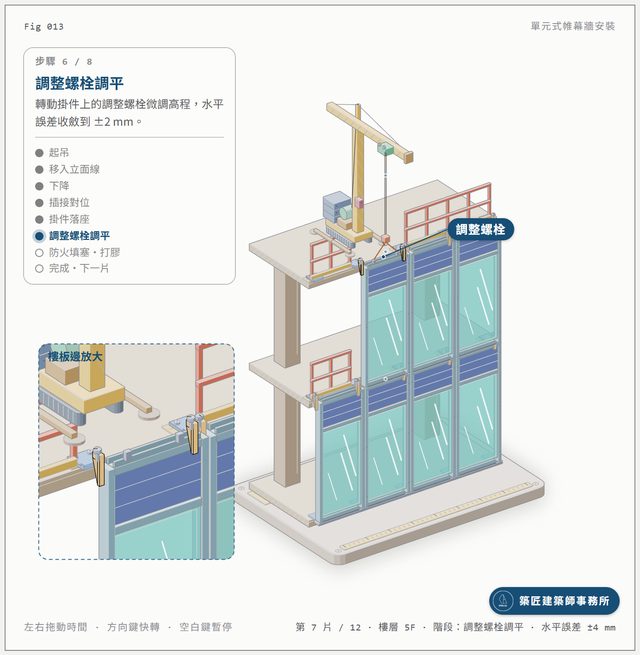 Fig 013
單元式帷幕牆安裝
步驟 6 / 8
調整螺栓調平
轉動掛件上的調整螺栓微調高程，水平
誤差收斂到 ±2 mm。
起吊
移入立面線
下降
插接對位
掛件落座
調整螺栓調平
防火填塞・打膠
完成・下一片
調整螺栓
樓板邊放大
築匠建築師事務所
左右拖動時間 · 方向鍵快轉 · 空白鍵暫停
第 7 片 / 12 · 樓層 5F · 階段：調整螺栓調平 · 水平誤差 ±4 mm